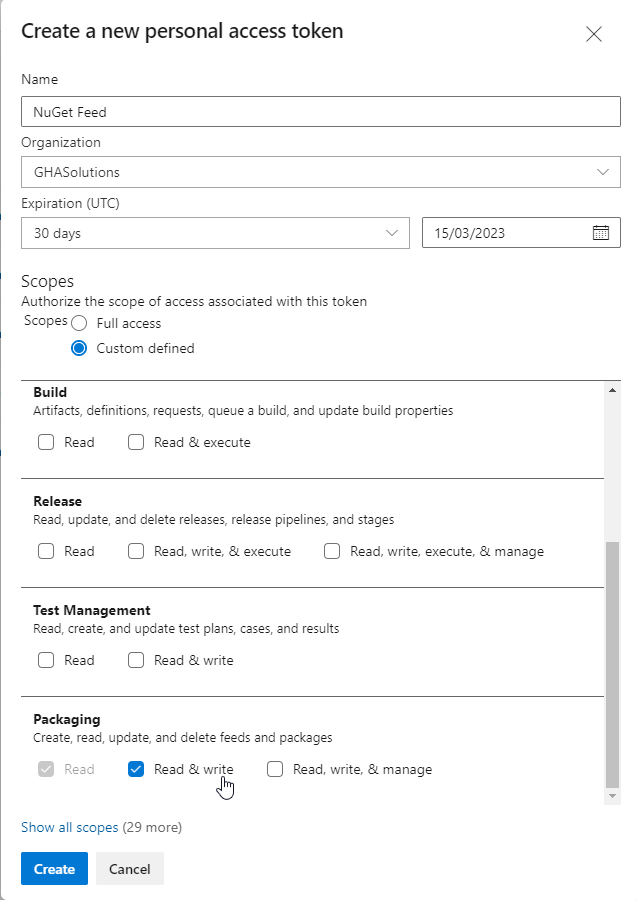 Create a new personal access token
Name
NuGet Feed
Organization
GHASolutions
Expiration (UTC)
30 days
15/03/2023
Scopes
Authorize the scope of access associated with this token
Scopes Full access
Custom defined
Build
Artifacts, definitions, requests, queue a build, and update build properties
Read Read & execute
Release
Read, update, and delete releases, release pipelines, and stages
Read Read, write, & execute Read, write, execute, & manage
Test Management
Read, create, and update test plans, cases, and results
Read Read & write
Packaging
Create, read, update, and delete feeds and packages
Read Read & write Read, write, & manage
Show all scopes (29 more)
Create Cancel